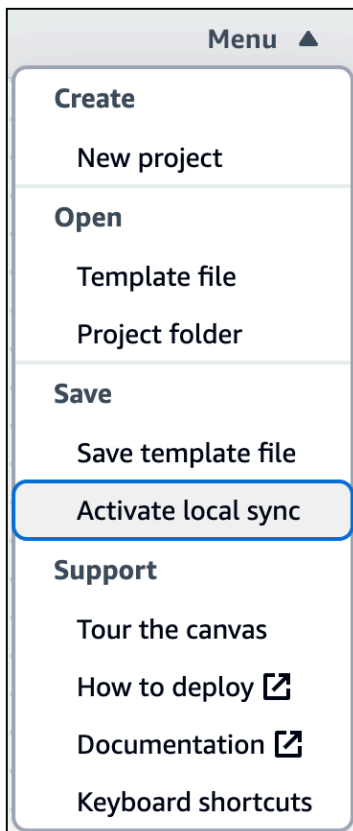 Menu
Create
New project
Open
Template file
Project folder
Save
Save template file
Activate local sync
Support
Tour the canvas
How to deploy
Documentation
Keyboard shortcuts